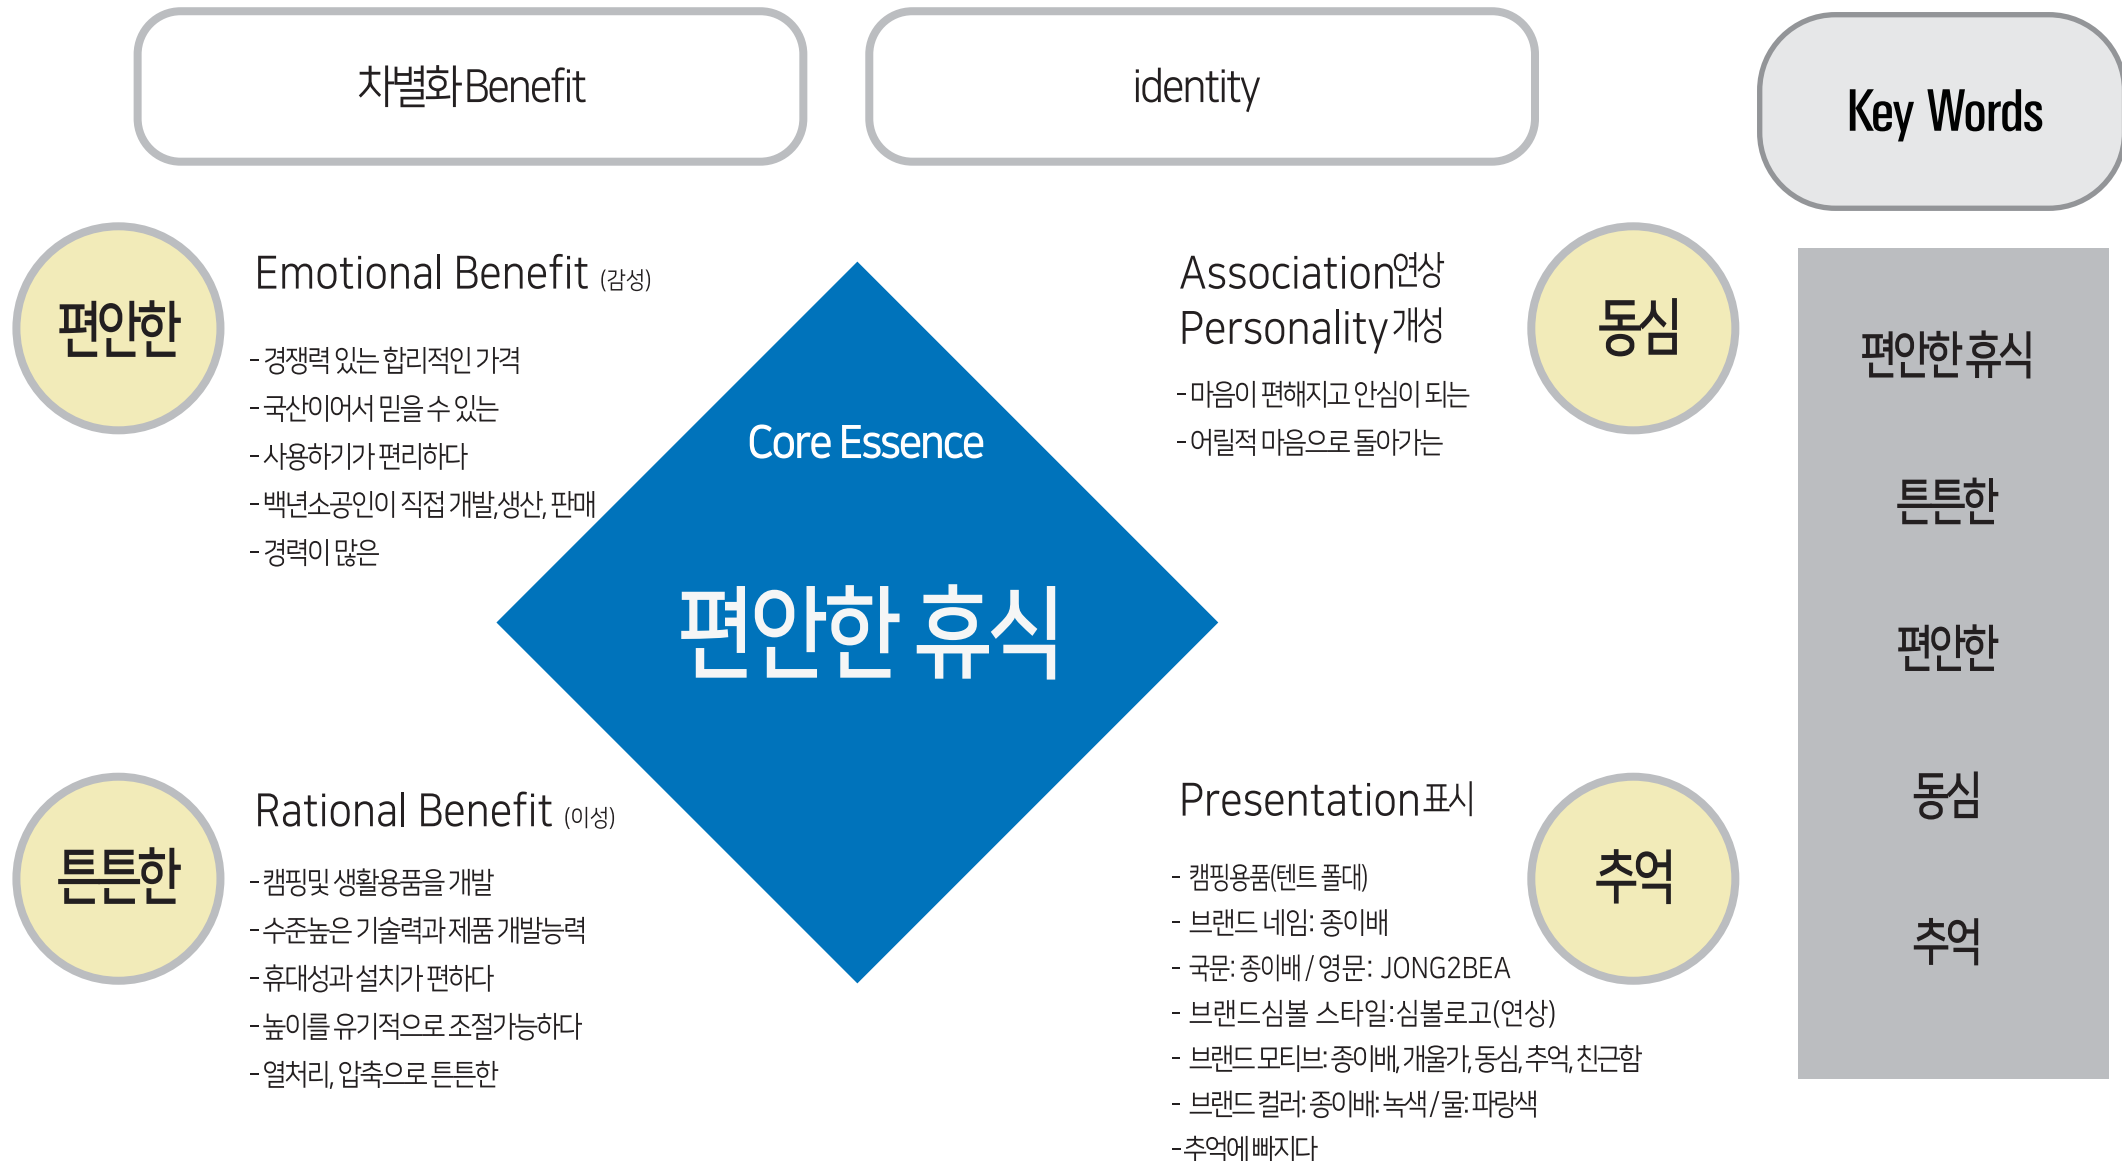 차별화 Benefit
identity
Key Words
편안한
Emotional Benefit (감성)
- 경쟁력 있는 합리적인 가격
- 국산이어서 믿을 수 있는
- 사용하기가 편리하다
- 백년소공인이 직접 개발,생산, 판매
- 경력이 많은
Core Essence
편안한 휴식
Association연상
Personality개성
- 마음이 편해지고 안심이 되는
- 어릴적 마음으로 돌아가는
동심
튼튼한
Rational Benefit (이성)
- 캠핑및 생활용품을 개발
- 수준높은 기술력과 제품 개발능력
- 휴대성과 설치가 편하다
- 높이를 유기적으로 조절가능하다
- 열처리, 압축으로 튼튼한
Presentation표시
- 캠핑용품(텐트 폴대)
- 브랜드 네임: 종이배
- 국문: 종이배 / 영문: JONG2BEA
- 브랜드심볼 스타일:심볼로고(연상)
- 브랜드 모티브: 종이배, 개울가, 동심, 추억, 친근함
- 브랜드 컬러: 종이배: 녹색 / 물: 파랑색
- 추억에 빠지다
추억
편안한 휴식
튼튼한
편안한
동심
추억